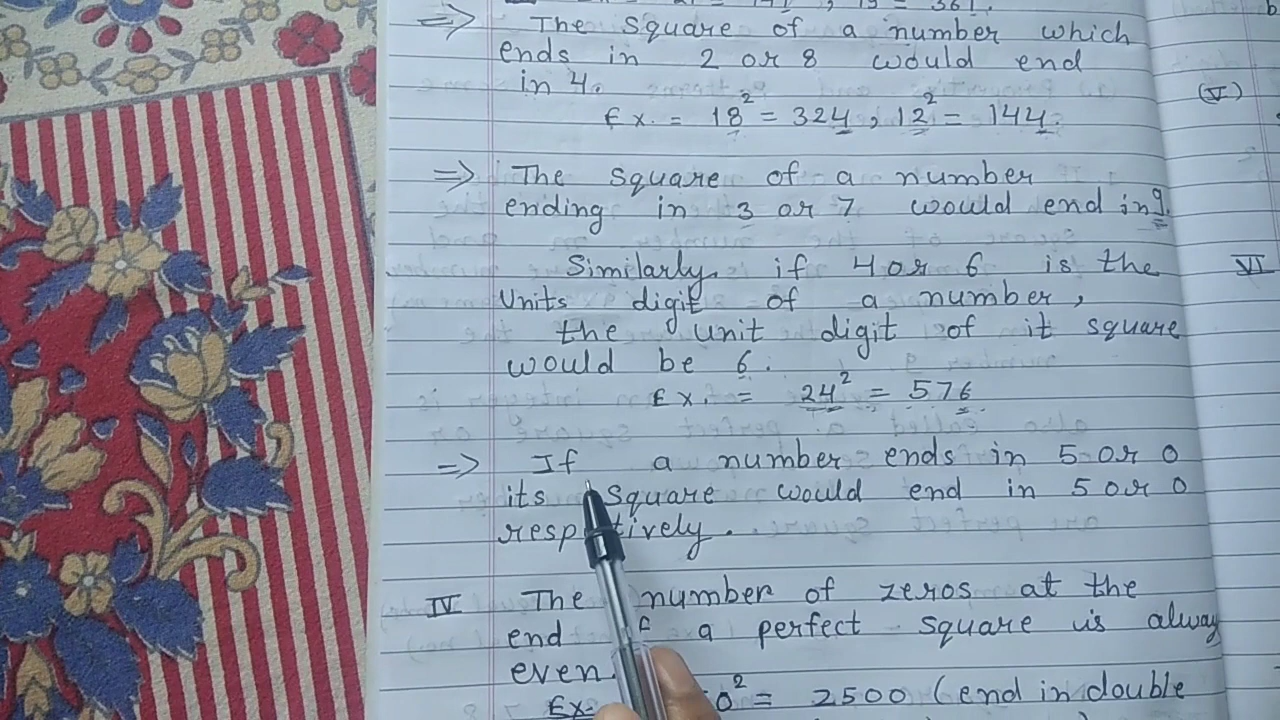 19² = 361.
=> The square of a number which
ends in 2 or 8 would end
in 4.
Ex. = 18² = 324, 12² = 144.
(V)
=> The square of a number
ending in 3 or 7 would end in 9.
Similarly, if 4 or 6 is the
VI
Units digit of a number,
the unit digit of it square
would be 6.
Ex. = 24² = 576
=> If a number ends in 5 or 0
its square would end in 5 or 0
IV The number of zeros at the
end a perfect square is alway
even.
Ex- 0² = 2500 (end in double